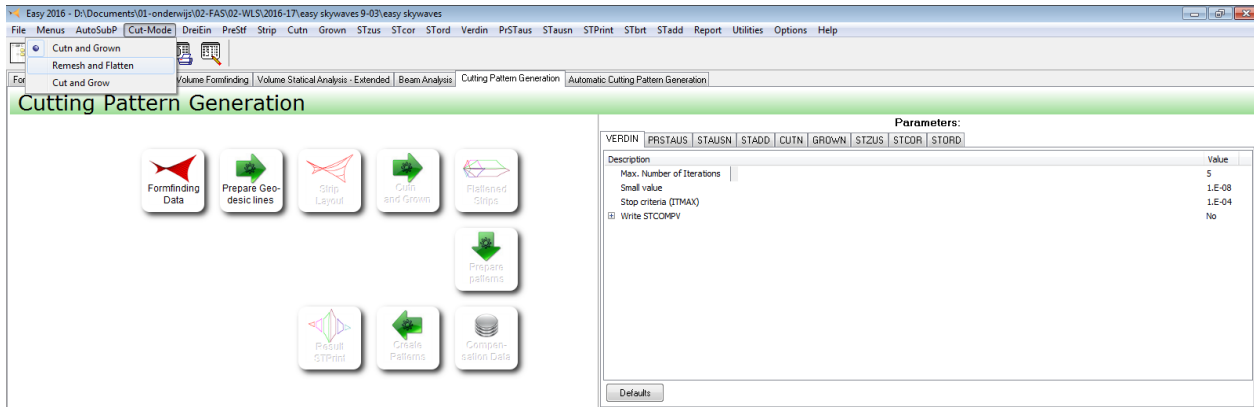 Easy 2016 - D:\Documents\01-onderwijs\02-FAS\02-WLS\2016-17\easy skywaves 9-03\easy skywaves
File Menus AutoSubP Cut-Mode DreiEin PreStf Strip Cutn Grown STzus STcor STord Verdin PrSTaus STausn STPrint STbrt STadd Report Utilities Options Help
Cutn and Grown
Remesh and Flatten
Cut and Grow
For Volume Formfinding Volume Statical Analysis - Extended Beam Analysis Cutting Pattern Generation Automatic Cutting Pattern Generation
Cutting Pattern Generation
Parameters:
VERDIN PRSTAUS STAUSN STADD CUTN GROWN STZUS STCOR STORD
Description Value
Max. Number of Iterations 5
Small value 1.E-08
Stop criteria (ITMAX) 1.E-04
Write STCOMPV No
Formfinding Data
Prepare Geo-desic lines
Strip Layout
Cutn and Grown
Flattened Strips
Prepare patterns
Result STPrint
Create Patterns
Compen-sation Data
Defaults